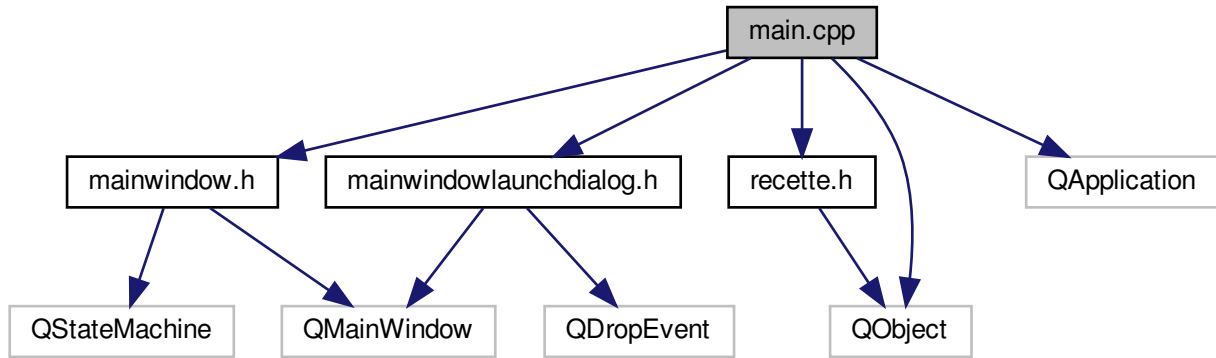 main.cpp
mainwindow.h
mainwindowlaunchdialog.h
recette.h
QApplication
QStateMachine
QMainWindow
QDropEvent
QObject